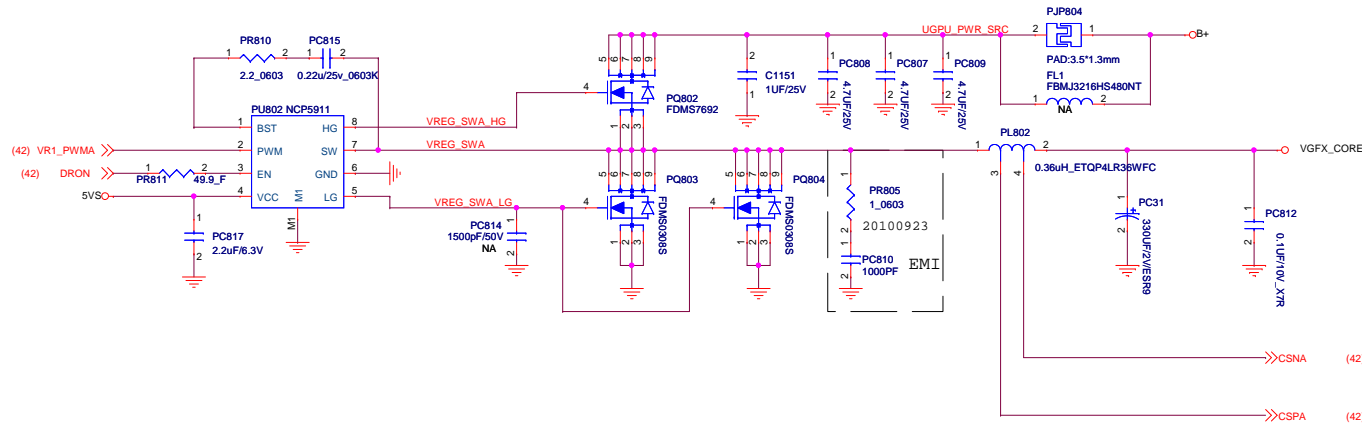 PJP804
UGPU_PWR_SRC
2
1
B+
PAD:3.5*1.3mm
FL1
FBMJ3216HS480NT
1
2
NA
PR810
PC815
1
2
1
2
2.2_0603
0.22u/25v_0603K
5
6
7
8
9
4
PQ802
FDMS7692
1
2
3
2
C1151
1UF/25V
1
1
PC808
2
4.7UF/25V
1
PC807
2
4.7UF/25V
1
PC809
2
4.7UF/25V
PU802 NCP5911
1
BST
HG
8
VREG_SWA_HG
(42)
VR1_PWMA
2
PWM
SW
7
VREG_SWA
(42)
DRON
1
2
PR811
49.9_F
3
EN
GND
6
5VS
4
VCC
M1
LG
5
VREG_SWA_LG
M1
1
PC817
2.2uF/6.3V
2
1
PC814
1500pF/50V
NA
2
5
6
7
8
9
PQ803
4
FDMS0308S
1
2
3
5
6
7
8
9
PQ804
4
FDMS0308S
1
2
3
1
PR805
1_0603
2
20100923
1
PC810
1000PF
2
EMI
PL802
1
2
VGFX_CORE
0.36uH_ETQP4LR36WFC
3
4
1
PC31
+
2
330UF/2V/ESR9
1
PC812
2
0.1UF/10V_X7R
CSNA
(42
CSPA
(42